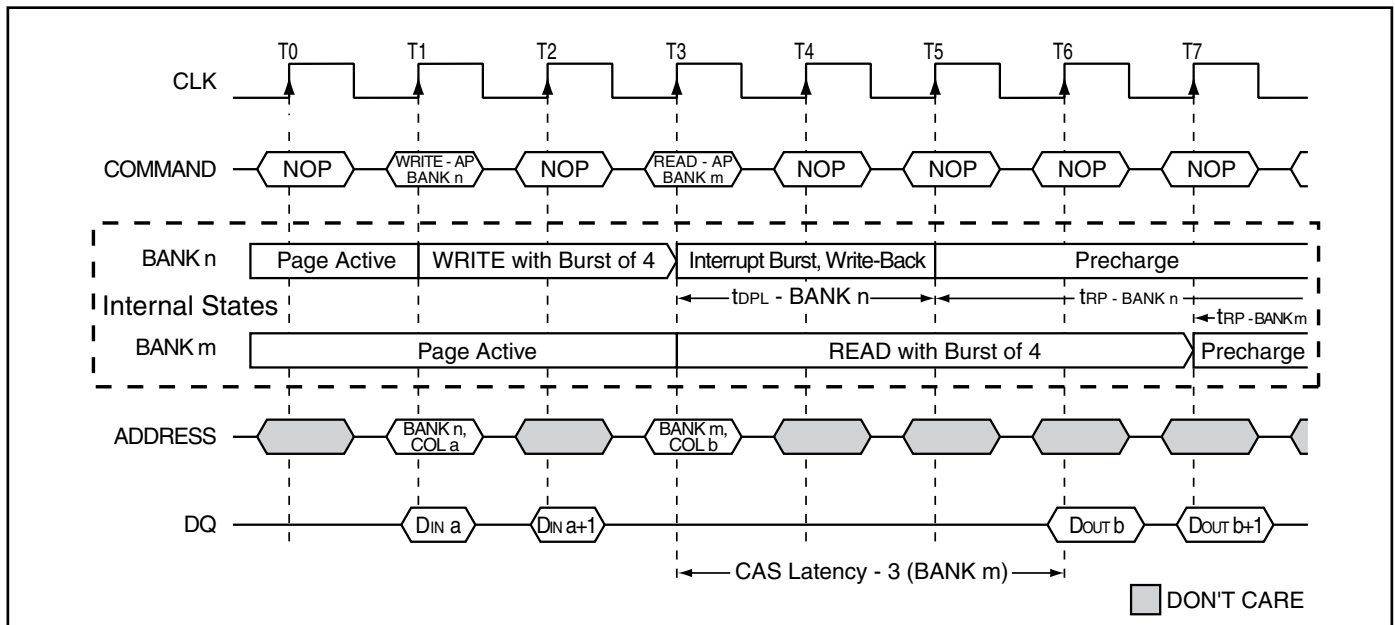 T0 T1 T2 T3 T4 T5 T6 T7
CLK
COMMAND NOP WRITE - AP BANK n NOP READ - AP BANK m NOP NOP NOP NOP
BANK n Page Active WRITE with Burst of 4 Interrupt Burst, Write-Back Precharge
tDPL - BANK n tRP - BANK n
Internal States
tRP - BANK m
BANK m Page Active READ with Burst of 4 Precharge
ADDRESS BANK n, COL a BANK m, COL b
DQ DIN a DIN a+1 DOUT b DOUT b+1
CAS Latency - 3 (BANK m)
DON'T CARE